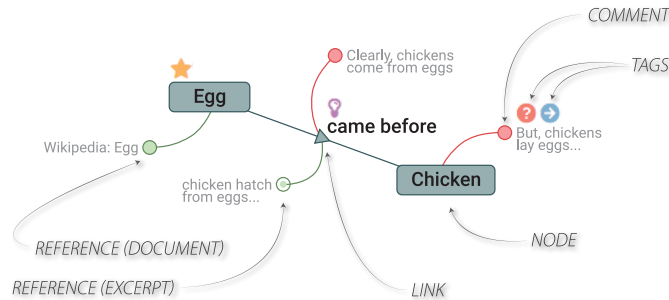 COMMENT
Clearly, chickens
come from eggs
TAGS
Egg
?
came before
But, chickens
lay eggs...
Wikipedia: Egg
chicken hatch
from eggs...
Chicken
REFERENCE (DOCUMENT)
NODE
REFERENCE (EXCERPT)
LINK